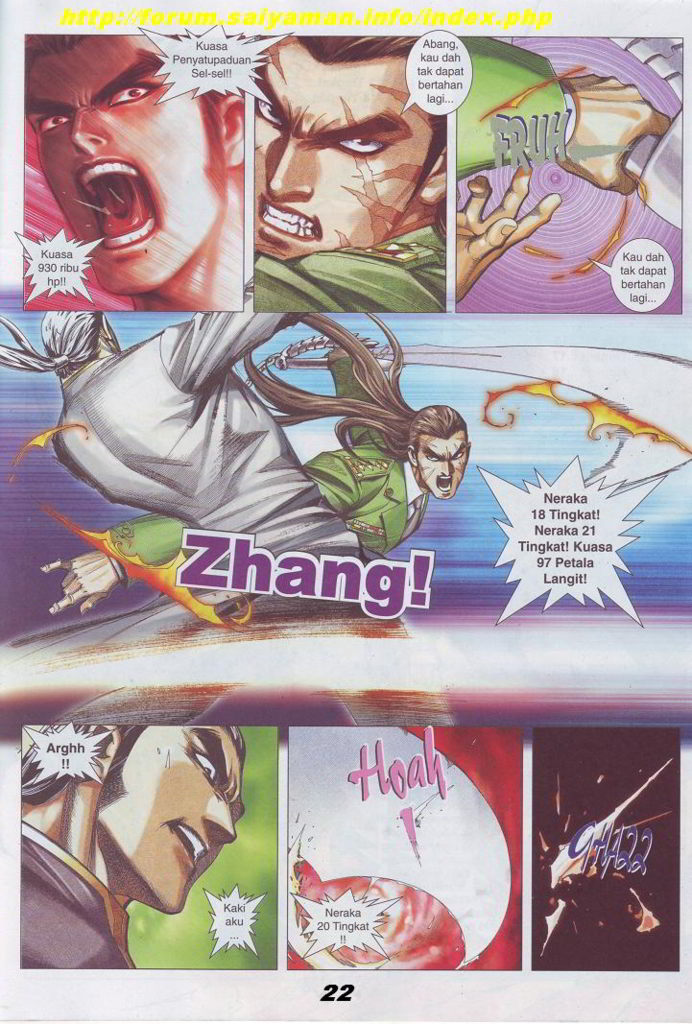 http://forum.saiyaman.info/index.php
Kuasa
Penyatupaduan
Sel-sel!!
Kuasa
930 ribu
hp!!
Abang,
kau dah
tak dapat
bertahan
lagi...
FRUH
Kau dah
tak dapat
bertahan
lagi...
Neraka
18 Tingkat!
Neraka 21
Tingkat! Kuasa
97 Petala
Langit!
Zhang!
Arghh
!!
Kaki
aku
...
Hoah
!
Neraka
20 Tingkat
!!
22